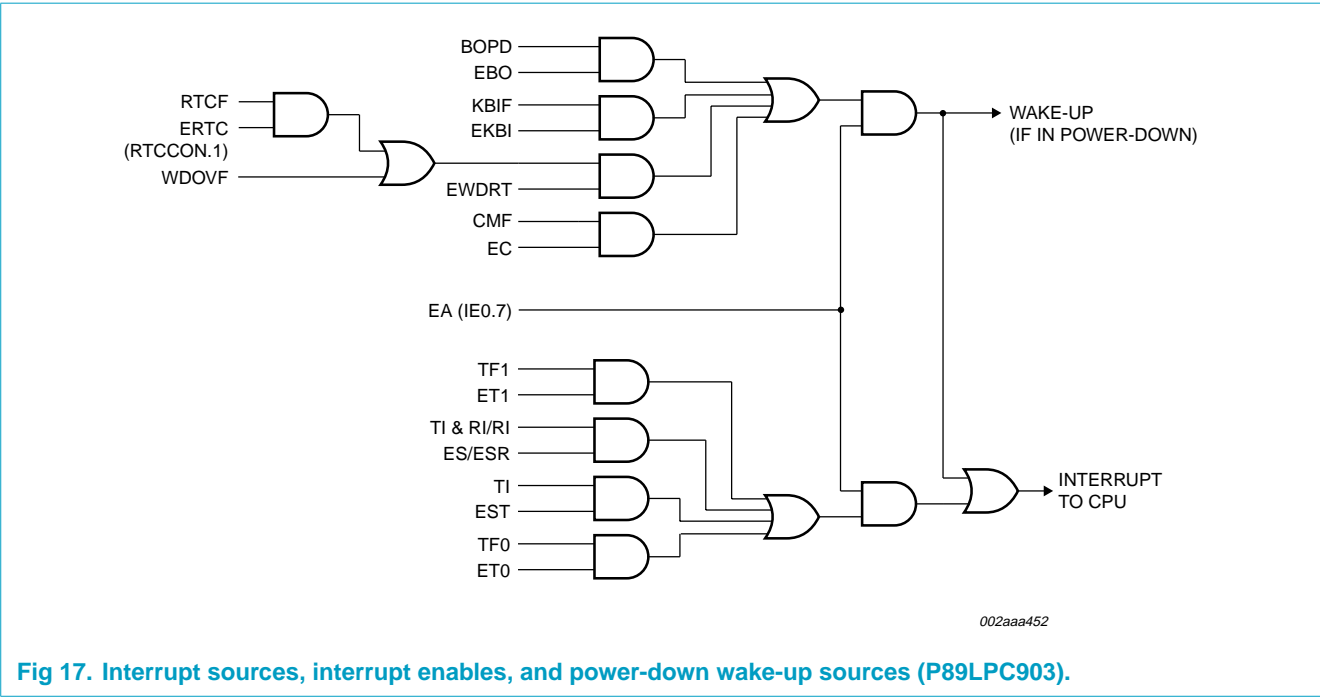 BOPD
EBO
RTCF
ERTC
(RTCCON.1)
WDOVF
KBIF
EKBI
EWDRT
CMF
EC
WAKE-UP
(IF IN POWER-DOWN)
EA (IE0.7)
TF1
ET1
TI & RI/RI
ES/ESR
TI
EST
TF0
ET0
INTERRUPT
TO CPU
002aaa452
Fig 17. Interrupt sources, interrupt enables, and power-down wake-up sources (P89LPC903).